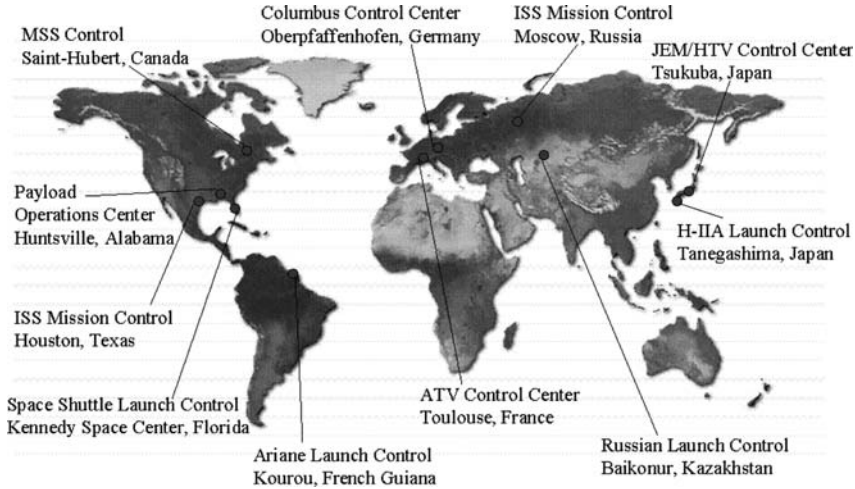 MSS Control
Saint-Hubert, Canada
Columbus Control Center
Oberpfaffenhofen, Germany
ISS Mission Control
Moscow, Russia
JEM/HTV Control Center
Tsukuba, Japan
Payload
Operations Center
Huntsville, Alabama
H-IIA Launch Control
Tanegashima, Japan
ISS Mission Control
Houston, Texas
Space Shuttle Launch Control
Kennedy Space Center, Florida
ATV Control Center
Toulouse, France
Ariane Launch Control
Kourou, French Guiana
Russian Launch Control
Baikonur, Kazakhstan